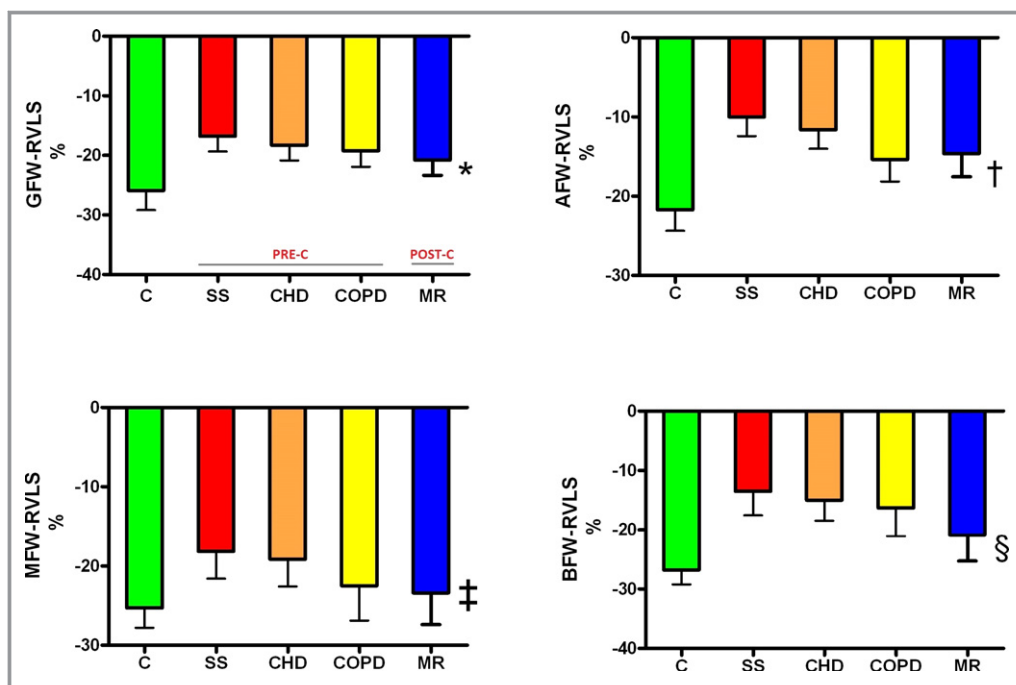 GFW-RVLS
%
0
-10
-20
-30
-40
*
PRE-C
POST-C
C SS CHD COPD MR
AFW-RVLS
%
0
-10
-20
-30
†
C SS CHD COPD MR
MFW-RVLS
%
0
-10
-20
-30
‡
C SS CHD COPD MR
BFW-RVLS
%
0
-10
-20
-30
-40
§
C SS CHD COPD MR